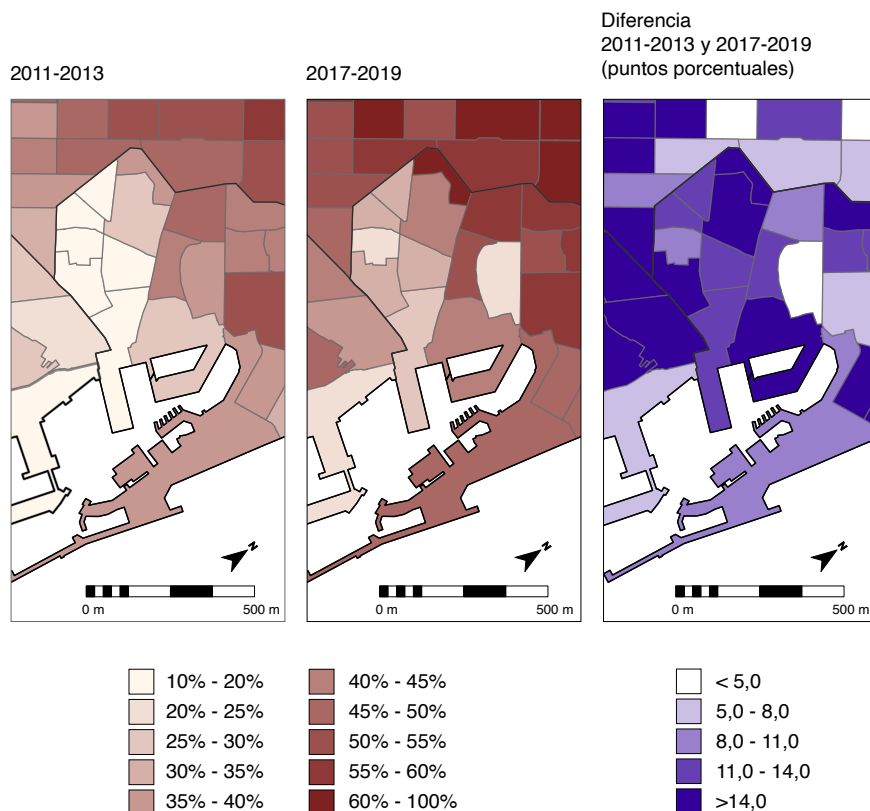 Diferencia
2011-2013 y 2017-2019
(puntos porcentuales)
2011-2013
2017-2019
N
0 m
500 m
N
0 m
500 m
N
0 m
500 m
10% - 20%
20% - 25%
25% - 30%
30% - 35%
35% - 40%
40% - 45%
45% - 50%
50% - 55%
55% - 60%
60% - 100%
< 5,0
5,0 - 8,0
8,0 - 11,0
11,0 - 14,0
>14,0